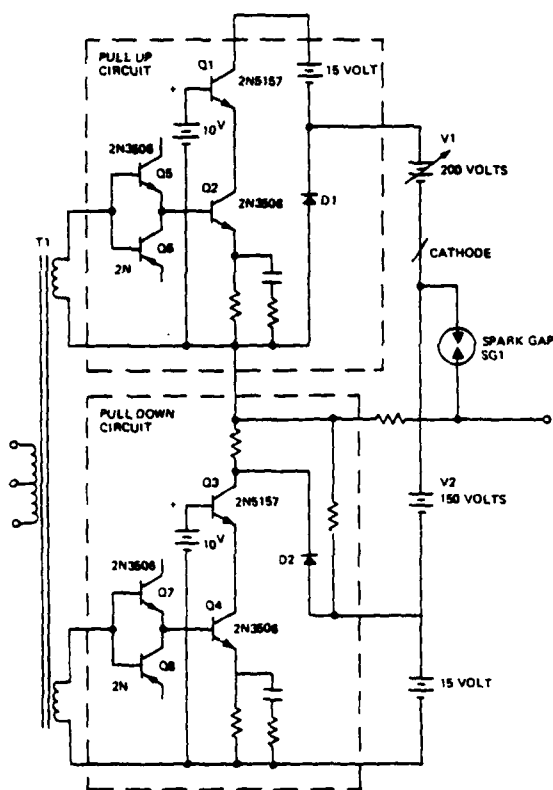 PULL UP
CIRCUIT
Q1
2N5157
15 VOLT
+
10V
V1
200 VOLTS
2N3506
Q5
Q2
2N3506
D1
Q6
2N
T1
CATHODE
SPARK GAP
SG1
PULL DOWN
CIRCUIT
Q3
2N5157
V2
150 VOLTS
+
10V
D2
2N3506
Q7
Q4
2N3506
Q8
2N
15 VOLT